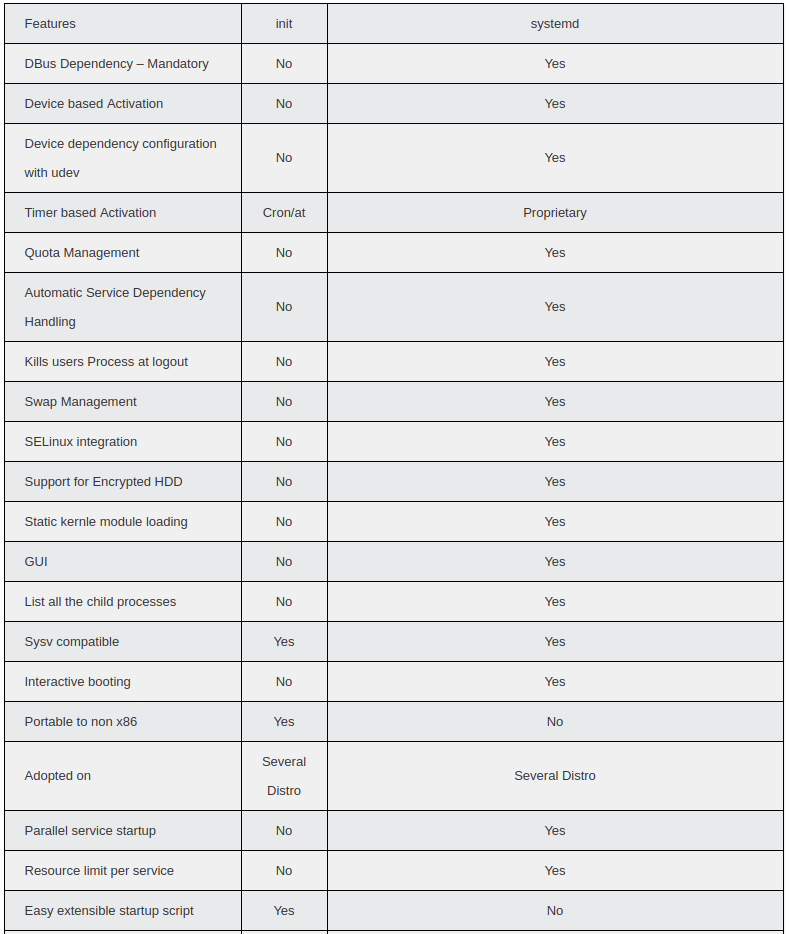 Features init systemd
DBus Dependency – Mandatory No Yes
Device based Activation No Yes
Device dependency configuration
with udev
No Yes
Timer based Activation Cron/at Proprietary
Quota Management No Yes
Automatic Service Dependency
Handling
No Yes
Kills users Process at logout No Yes
Swap Management No Yes
SELinux integration No Yes
Support for Encrypted HDD No Yes
Static kernle module loading No Yes
GUI No Yes
List all the child processes No Yes
Sysv compatible Yes Yes
Interactive booting No Yes
Portable to non x86 Yes No
Adopted on
Several
Distro
Several Distro
Parallel service startup No Yes
Resource limit per service No Yes
Easy extensible startup script Yes No